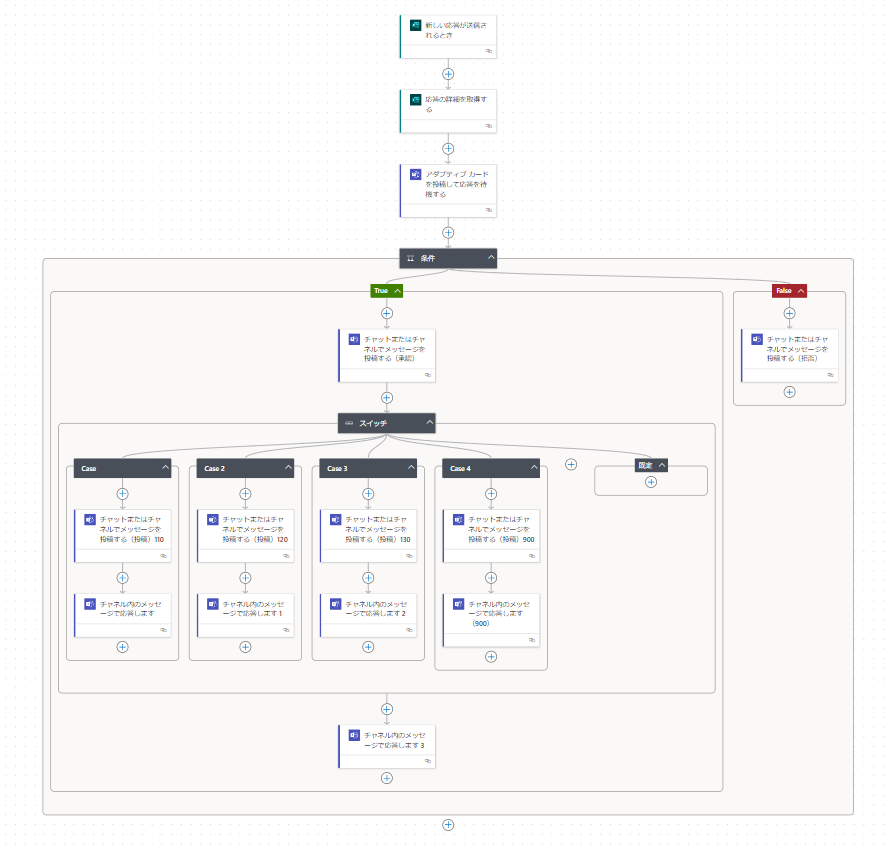 新しい応答が送信さ
れるとき
応答の詳細を取得す
る
アダプティブ カード
を投稿して応答を待
機する
条件
True
False
チャットまたはチャ
ネルでメッセージを
投稿する（承認）
チャットまたはチャ
ネルでメッセージを
投稿する（拒否）
スイッチ
Case
Case 2
Case 3
Case 4
既定
チャットまたはチャ
ネルでメッセージを
投稿する（投稿）110
チャットまたはチャ
ネルでメッセージを
投稿する（投稿）120
チャットまたはチャ
ネルでメッセージを
投稿する（投稿）130
チャットまたはチャ
ネルでメッセージを
投稿する（投稿）900
チャネル内のメッセ
ージで応答します
チャネル内のメッセ
ージで応答します 1
チャネル内のメッセ
ージで応答します 2
チャネル内のメッセ
ージで応答します
（900）
チャネル内のメッセ
ージで応答します 3